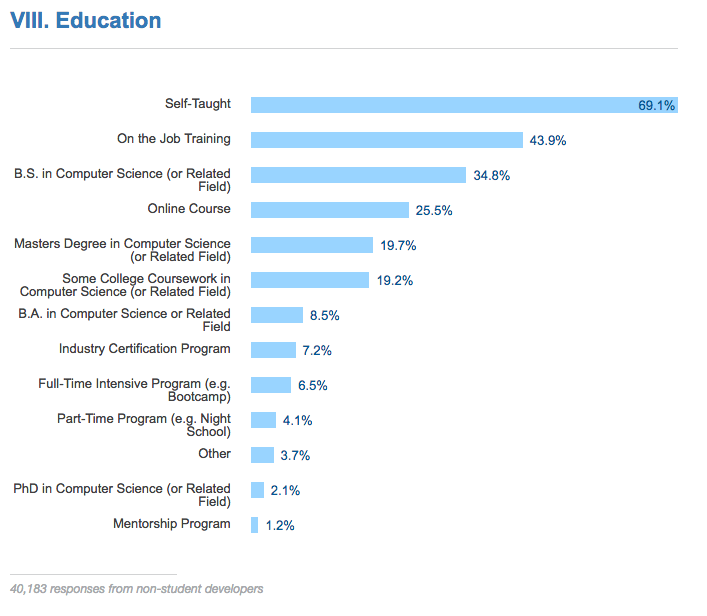 VIII. Education
Self-Taught
69.1%
On the Job Training
43.9%
B.S. in Computer Science (or Related
Field)
34.8%
Online Course
25.5%
Masters Degree in Computer Science
(or Related Field)
19.7%
Some College Coursework in
Computer Science (or Related Field)
19.2%
B.A. in Computer Science or Related
Field
8.5%
Industry Certification Program
7.2%
Full-Time Intensive Program (e.g.
Bootcamp)
6.5%
Part-Time Program (e.g. Night
School)
4.1%
Other
3.7%
PhD in Computer Science (or Related
Field)
2.1%
Mentorship Program
1.2%
40,183 responses from non-student developers